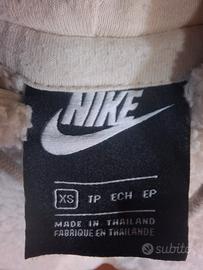 NIKE
XS TP ECH EP
MADE IN THAILAND
FABRIQUÉ EN THAÏLANDE
subito